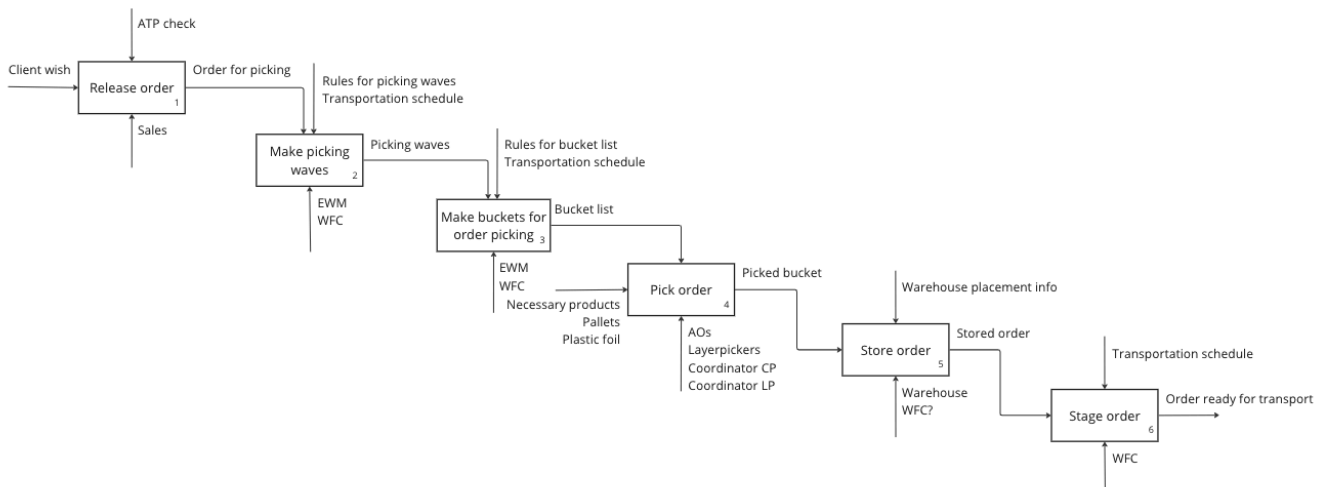 ATP check
Client wish
Release order
1
Order for picking
Sales
Rules for picking waves
Transportation schedule
Make picking
waves
2
Picking waves
EWM
WFC
Rules for bucket list
Transportation schedule
Make buckets for
order picking
3
Bucket list
EWM
WFC
Necessary products
Pallets
Plastic foil
Pick order
4
Picked bucket
AOs
Layerpickers
Coordinator CP
Coordinator LP
Warehouse placement info
Store order
5
Stored order
Warehouse
WFC?
Transportation schedule
Stage order
6
Order ready for transport
WFC